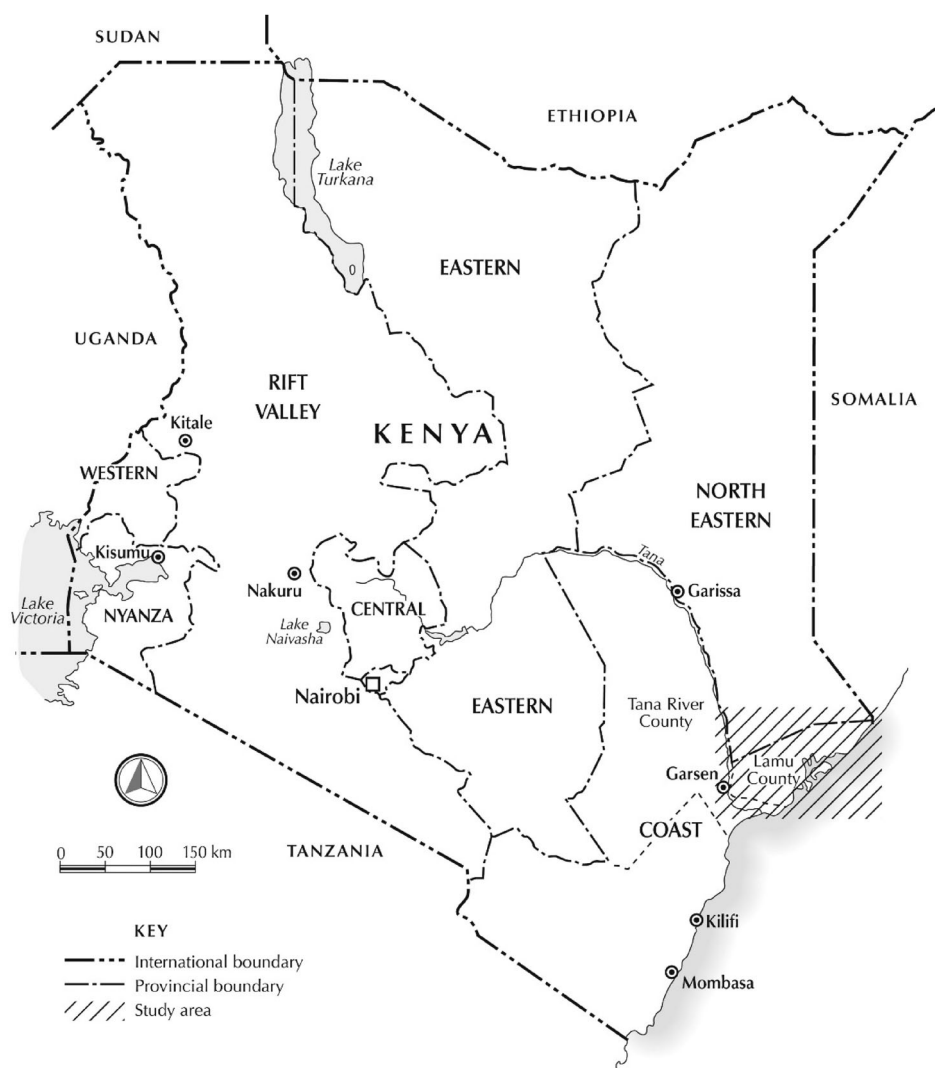 SUDAN
ETHIOPIA
Lake
Turkana
EASTERN
UGANDA
RIFT
VALLEY
SOMALIA
Kitale
KENYA
WESTERN
NORTH
EASTERN
Kisumu
Tana
Nakuru
Garissa
Lake
Victoria
NYANZA
CENTRAL
Lake
Naivasha
Nairobi
EASTERN
Tana River
County
Lamu
County
Garsen
COAST
TANZANIA
0 50 100 150 km
Kilifi
Mombasa
KEY
International boundary
Provincial boundary
Study area